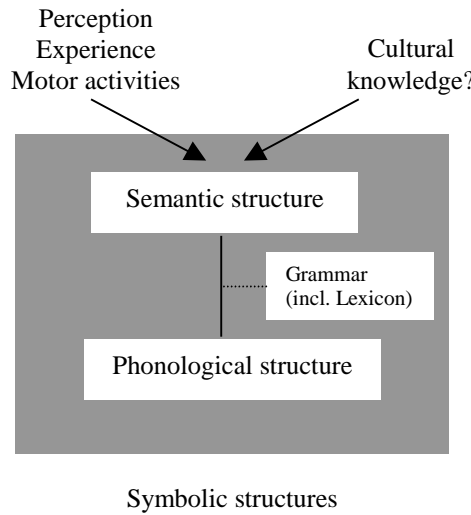 Perception
Experience
Motor activities
Cultural
knowledge?
Semantic structure
Grammar
(incl. Lexicon)
Phonological structure
Symbolic structures